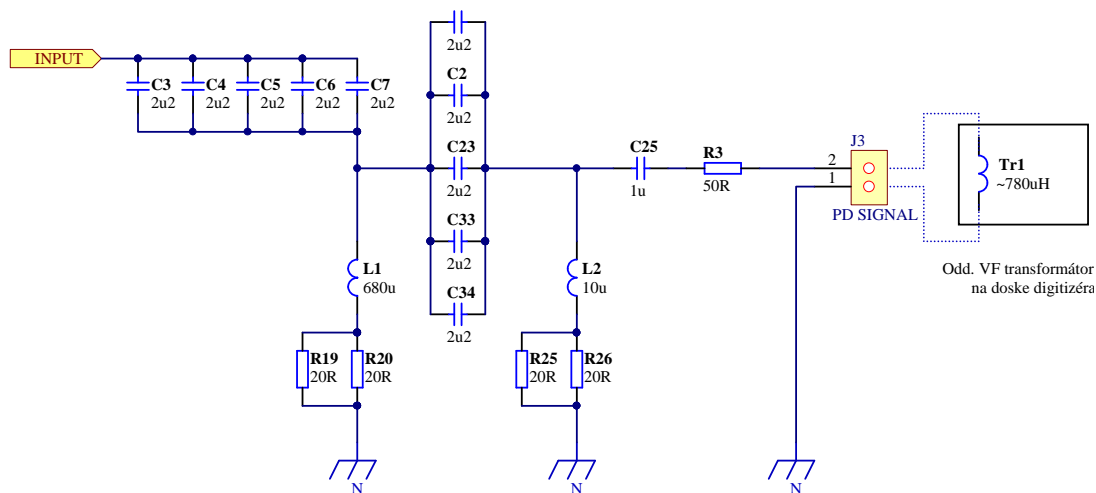 INPUT
C3
2u2
C4
2u2
C5
2u2
C6
2u2
C7
2u2
2u2
C2
2u2
C23
2u2
C33
2u2
C34
2u2
C25
1u
R3
50R
J3
2
1
PD SIGNAL
Tr1
~780uH
Odd. VF transformátor
na doske digitizéra
L1
680u
L2
10u
R19
20R
R20
20R
R25
20R
R26
20R
N
N
N